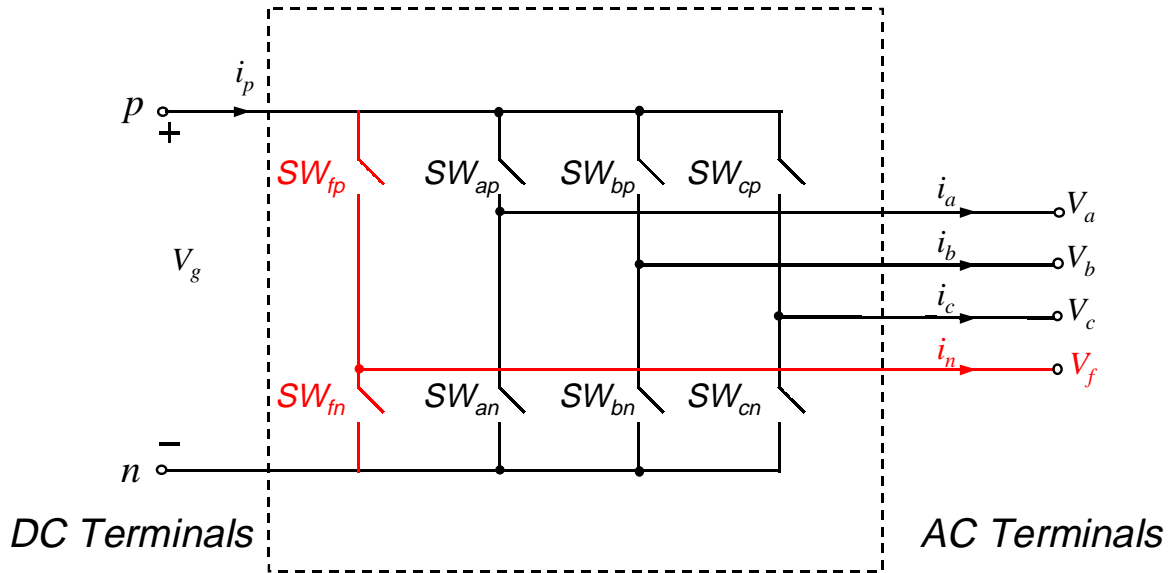 i_p
p
+
SW_fp SW_ap SW_bp SW_cp
i_a V_a
V_g
i_b V_b
i_c V_c
i_n V_f
SW_fn SW_an SW_bn SW_cn
−
n
DC Terminals AC Terminals